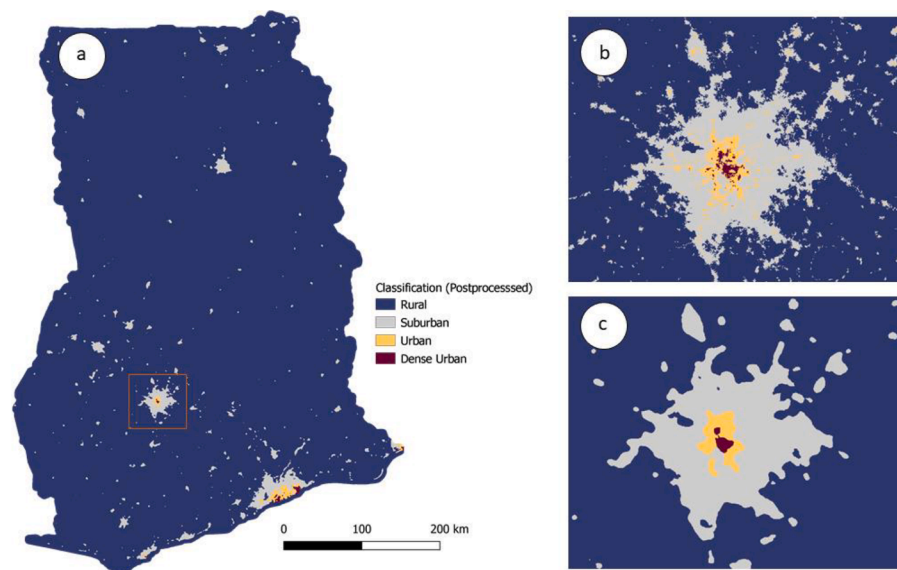 a
b
Classification (Postprocesssed)
Rural
Suburban
Urban
Dense Urban
c
0 100 200 km